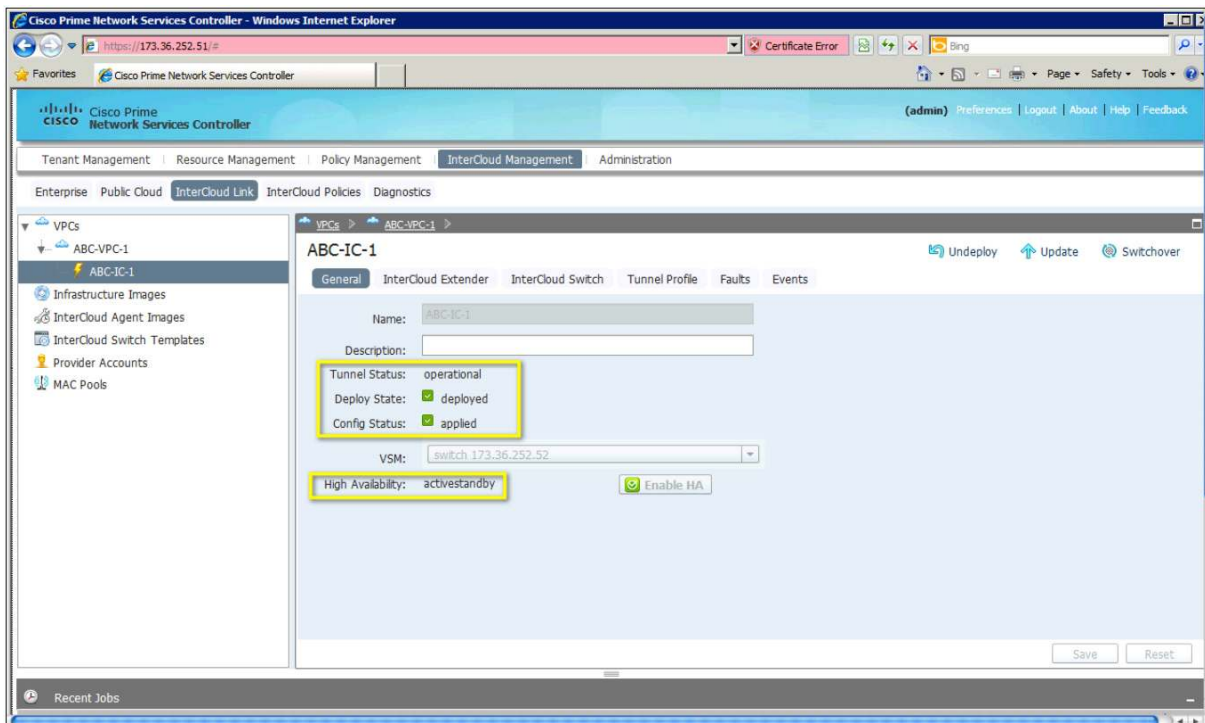 Cisco Prime Network Services Controller - Windows Internet Explorer
https://173.36.252.51/#
Certificate Error
Bing
Favorites
Cisco Prime Network Services Controller
Page
Safety
Tools
CISCO
Cisco Prime
Network Services Controller
(admin) Preferences | Logout | About | Help | Feedback
Tenant Management | Resource Management | Policy Management | InterCloud Management | Administration
Enterprise Public Cloud InterCloud Link InterCloud Policies Diagnostics
VPCs
ABC-VPC-1
ABC-IC-1
Infrastructure Images
InterCloud Agent Images
InterCloud Switch Templates
Provider Accounts
MAC Pools
VPCs ABC-VPC-1
ABC-IC-1
Undeploy Update Switchover
General InterCloud Extender InterCloud Switch Tunnel Profile Faults Events
Name: ABC-IC-1
Description:
Tunnel Status: operational
Deploy State: deployed
Config Status: applied
VSM: switch 173.36.252.52
High Availability: activestandby Enable HA
Save Reset
Recent Jobs